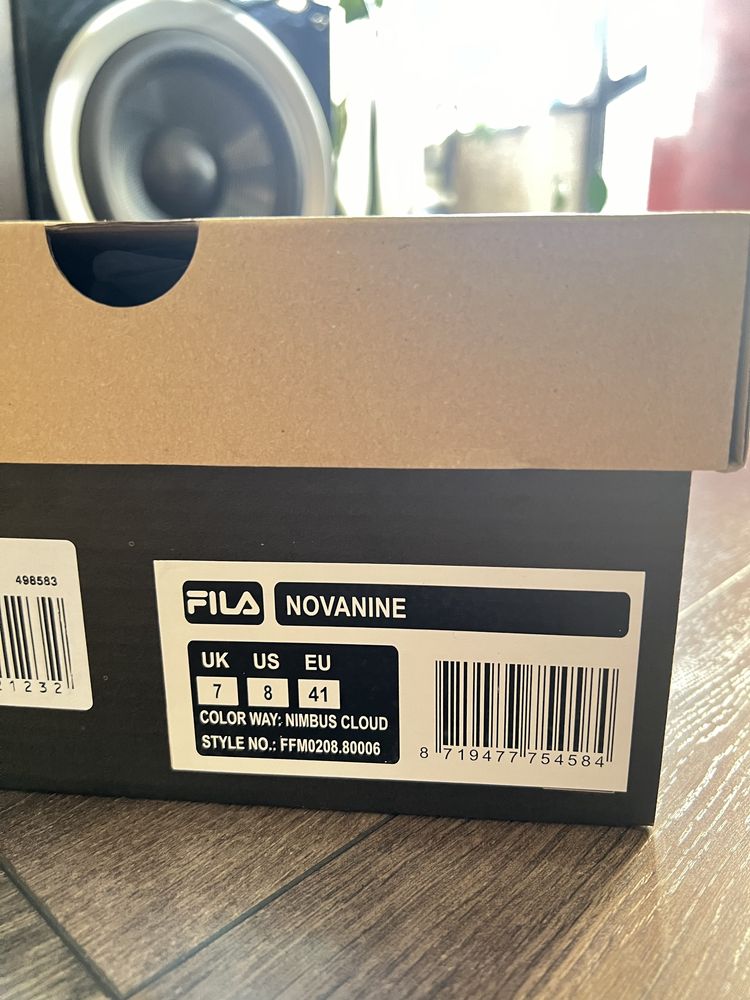 498583
21232
FILA
NOVANINE
UK US EU
7 8 41
COLOR WAY: NIMBUS CLOUD
STYLE NO.: FFM0208.80006
8 719477 754584